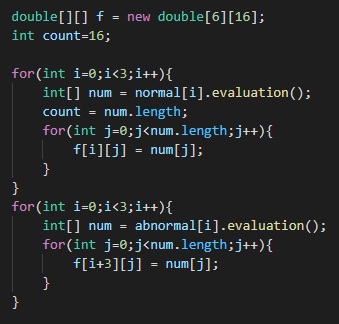 double[][] f = new double[6][16];
int count=16;

for(int i=0;i<3;i++){
    int[] num = normal[i].evaluation();
    count = num.length;
    for(int j=0;j<num.length;j++){
        f[i][j] = num[j];
    }
}
for(int i=0;i<3;i++){
    int[] num = abnormal[i].evaluation();
    for(int j=0;j<num.length;j++){
        f[i+3][j] = num[j];
    }
}